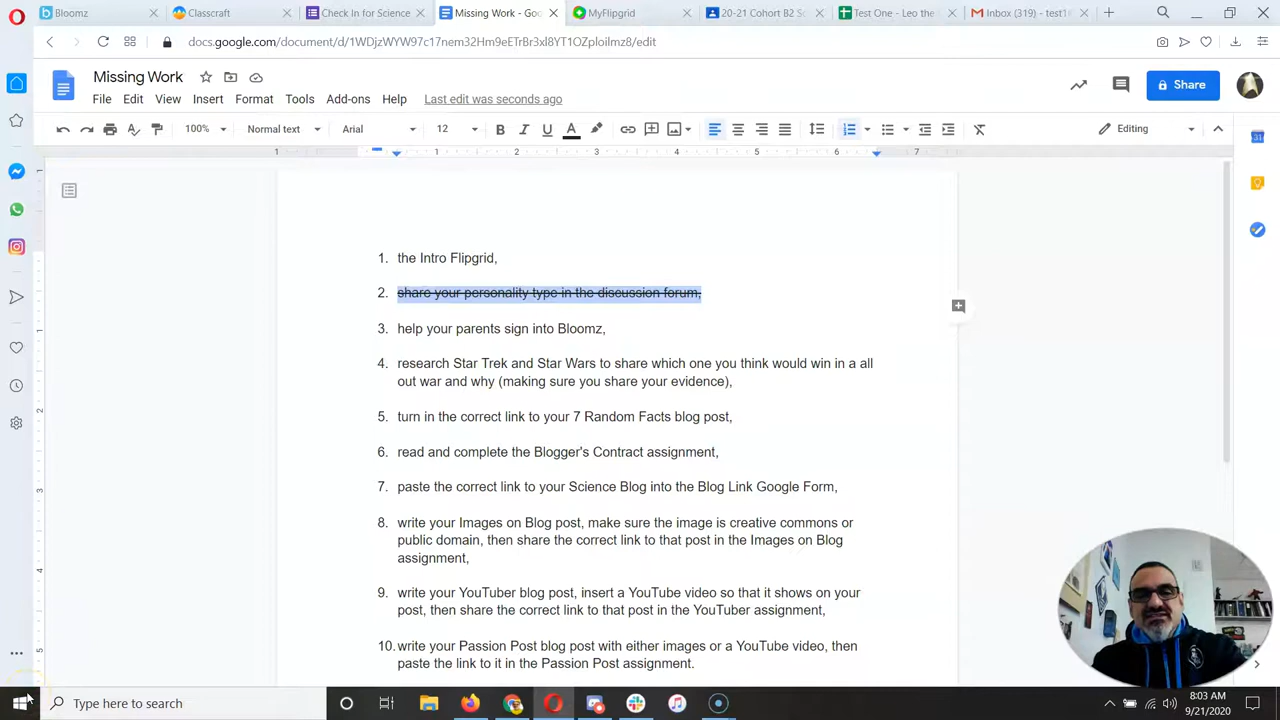 Bloomz
Classcraft
Check In for Science
Missing Work - Goo
MyFlipgrid
20-21 Cohort B2 S
Test One - Leo the
Inbox (319) - test1
docs.google.com/document/d/1WDjzWYW97c17nem32Hm9eETrBr3xl8YT1OZploilmz8/edit
Missing Work
File Edit View Insert Format Tools Add-ons Help Last edit was seconds ago
Share
100% Normal text Arial 12 Editing
1 1 2 3 4 5 6 7
1. the Intro Flipgrid,
2. share your personality type in the discussion forum,
3. help your parents sign into Bloomz,
4. research Star Trek and Star Wars to share which one you think would win in a all
out war and why (making sure you share your evidence),
5. turn in the correct link to your 7 Random Facts blog post,
6. read and complete the Blogger's Contract assignment,
7. paste the correct link to your Science Blog into the Blog Link Google Form,
8. write your Images on Blog post, make sure the image is creative commons or
public domain, then share the correct link to that post in the Images on Blog
assignment,
9. write your YouTuber blog post, insert a YouTube video so that it shows on your
post, then share the correct link to that post in the YouTuber assignment,
10. write your Passion Post blog post with either images or a YouTube video, then
paste the link to it in the Passion Post assignment.
Type here to search
8:03 AM
9/21/2020